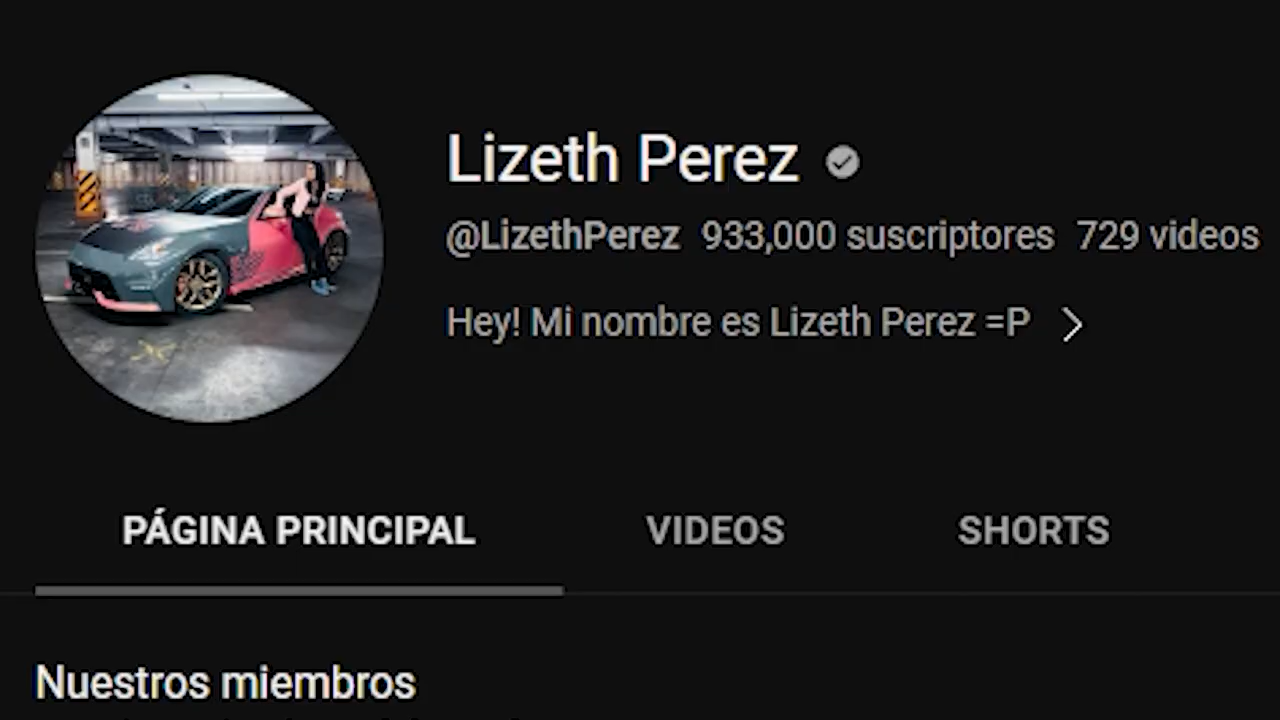 Lizeth Perez
@LizethPerez 933,000 suscriptores 729 videos
Hey! Mi nombre es Lizeth Perez =P
PÁGINA PRINCIPAL VIDEOS SHORTS
Nuestros miembros